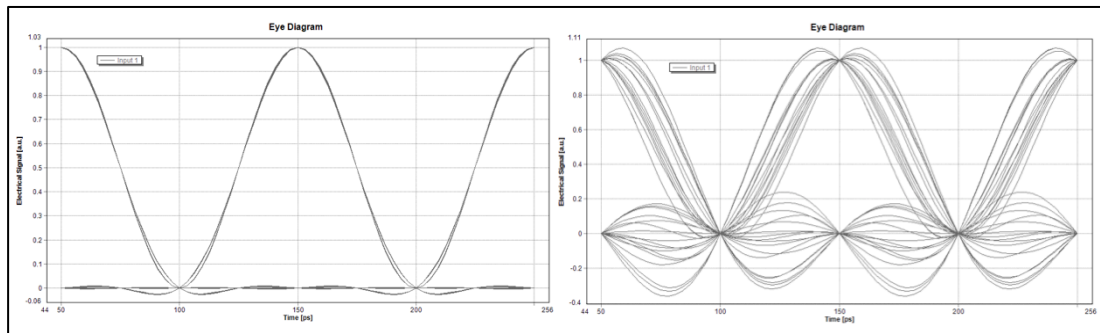 Eye Diagram
1.03
1
0.9
0.8
0.7
0.6
0.5
0.4
0.3
0.2
0.1
0
-0.06
Electrical Signal [a.u.]
Input 1
44 50 100 150 200 256
Time [ps]
Eye Diagram
1.11
1
0.8
0.6
0.4
0.2
0
-0.2
-0.4
Electrical Signal [a.u.]
Input 1
44 50 100 150 200 256
Time [ps]